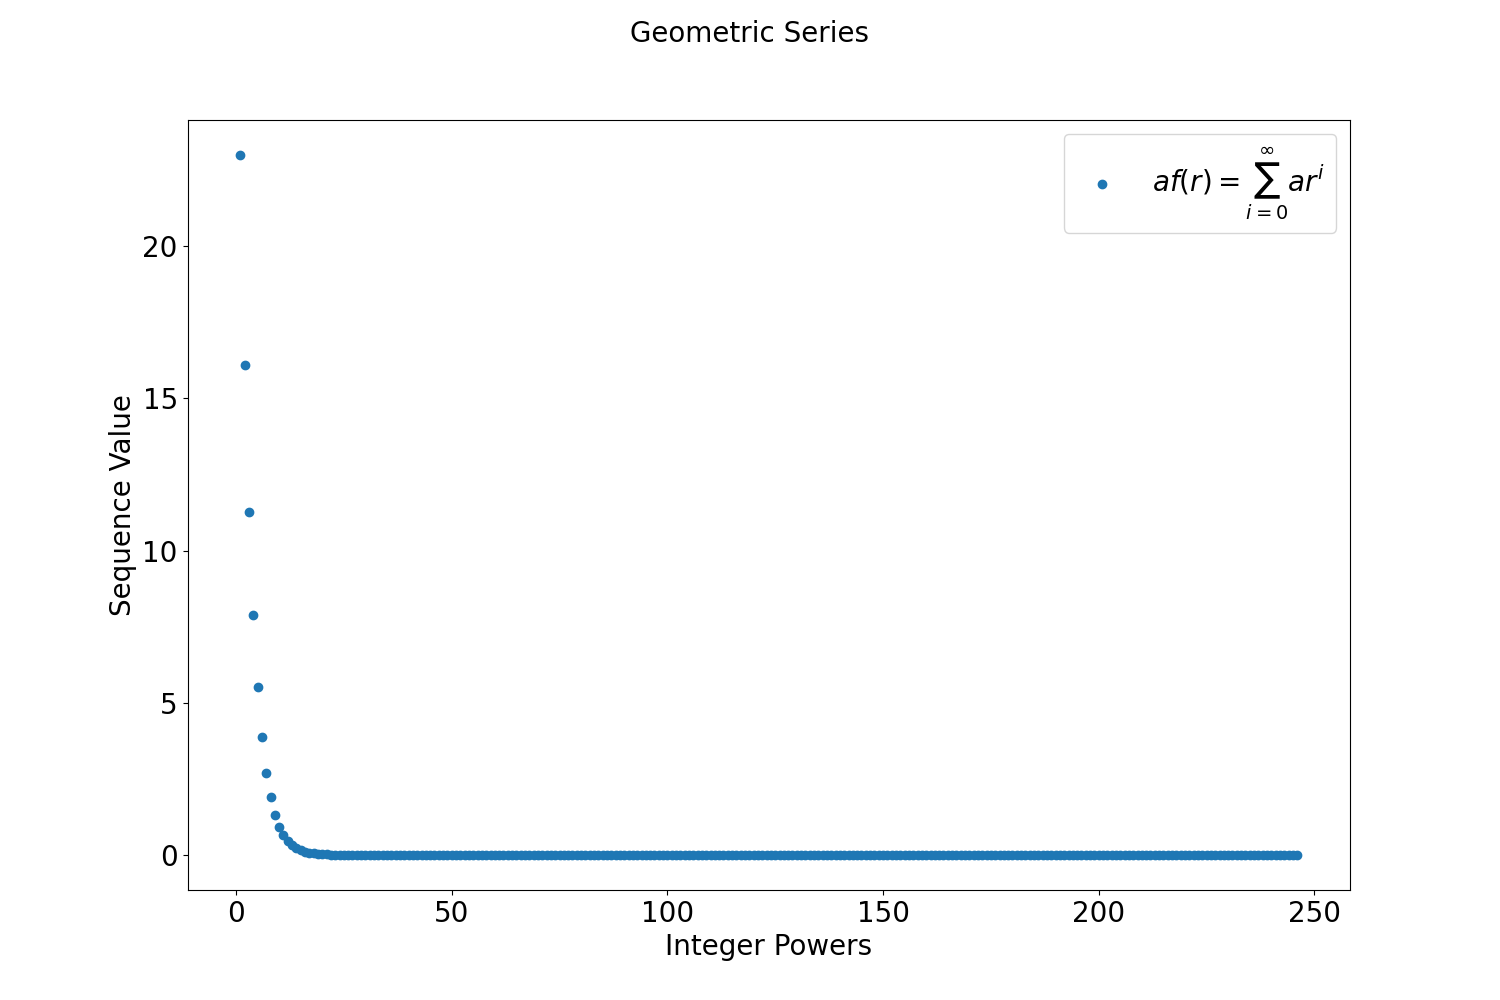 Geometric Series
af(r) = ∑_{i=0}^{∞} ar^i
Sequence Value
20
15
10
5
0
0 50 100 150 200 250
Integer Powers